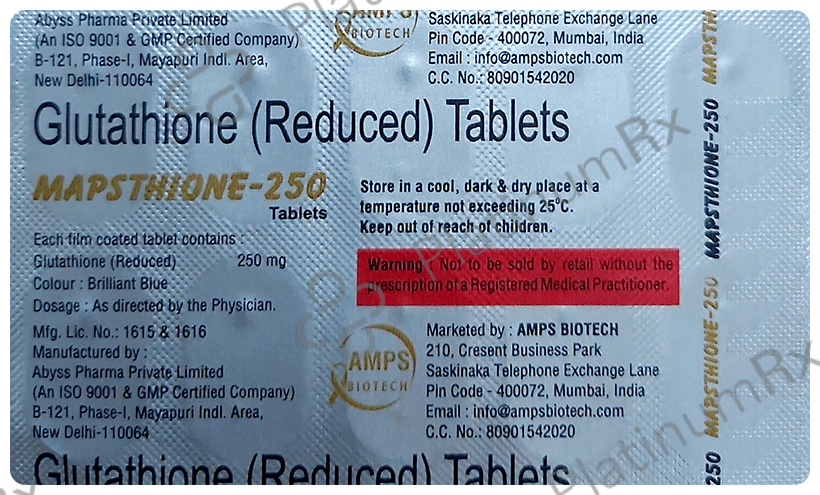 Abyss Pharma Private Limited
(An ISO 9001 & GMP Certified Company)
B-121, Phase-I, Mayapuri Indl. Area,
New Delhi-110064
AMPS
BIOTECH
Saskinaka Telephone Exchange Lane
Pin Code - 400072, Mumbai, India
Email : info@ampsbiotech.com
C.C. No.: 80901542020
Glutathione (Reduced) Tablets
MAPSTHIONE-250
Tablets
Each film coated tablet contains :
Glutathione (Reduced) 250 mg
Colour : Brilliant Blue
Dosage : As directed by the Physician.
Mfg. Lic. No.: 1615 & 1616
Manufactured by :
Abyss Pharma Private Limited
(An ISO 9001 & GMP Certified Company)
B-121, Phase-I, Mayapuri Indl. Area,
New Delhi-110064
Store in a cool, dark & dry place at a
temperature not exceeding 25°C.
Keep out of reach of children.
Warning : Not to be sold by retail without the
prescription of a Registered Medical Practitioner.
AMPS
BIOTECH
Marketed by : AMPS BIOTECH
210, Cresent Business Park
Saskinaka Telephone Exchange Lane
Pin Code - 400072, Mumbai, India
Email : info@ampsbiotech.com
C.C. No.: 80901542020
Glutathione (Reduced) Tablets
MAPSTHIONE-250
MAPSTHIONE-250
250
PlatinumRx
PlatinumRx